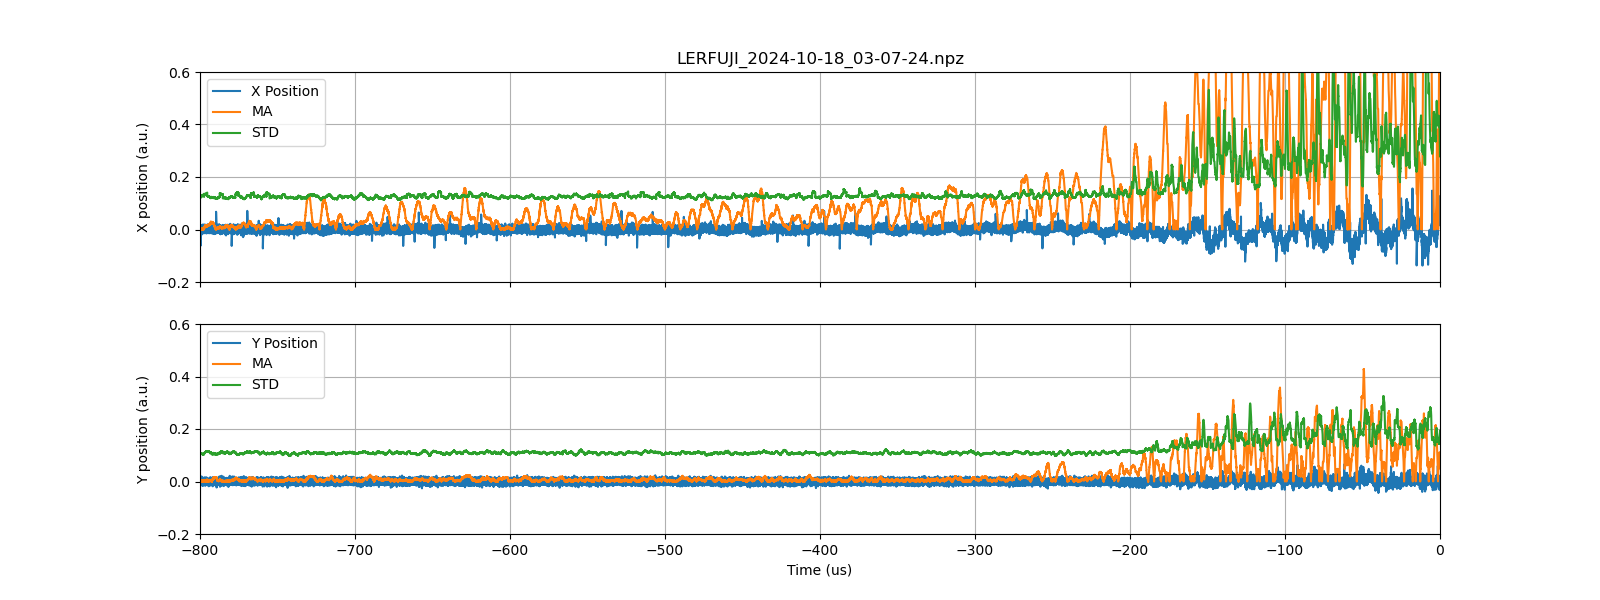 LERFUJI_2024-10-18_03-07-24.npz
X position (a.u.)
0.6
0.4
0.2
0.0
−0.2
X Position
MA
STD
Y position (a.u.)
0.6
0.4
0.2
0.0
−0.2
Y Position
MA
STD
−800 −700 −600 −500 −400 −300 −200 −100 0
Time (us)